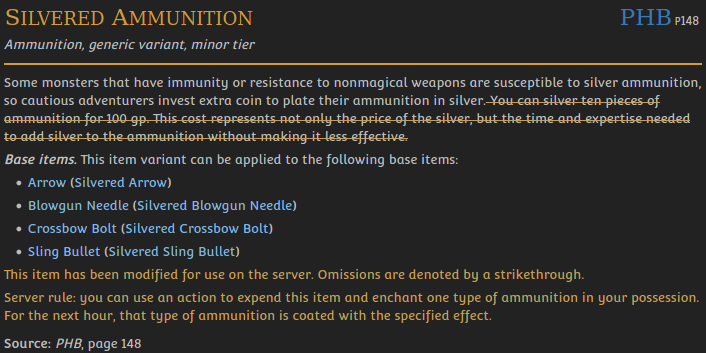 Silvered Ammunition PHB P148
Ammunition, generic variant, minor tier
Some monsters that have immunity or resistance to nonmagical weapons are susceptible to silver ammunition,
so cautious adventurers invest extra coin to plate their ammunition in silver. You can silver ten pieces of
ammunition for 100 gp. This cost represents not only the price of the silver, but the time and expertise needed
to add silver to the ammunition without making it less effective.
Base items. This item variant can be applied to the following base items:
• Arrow (Silvered Arrow)
• Blowgun Needle (Silvered Blowgun Needle)
• Crossbow Bolt (Silvered Crossbow Bolt)
• Sling Bullet (Silvered Sling Bullet)
This item has been modified for use on the server. Omissions are denoted by a strikethrough.
Server rule: you can use an action to expend this item and enchant one type of ammunition in your possession.
For the next hour, that type of ammunition is coated with the specified effect.
Source: PHB, page 148